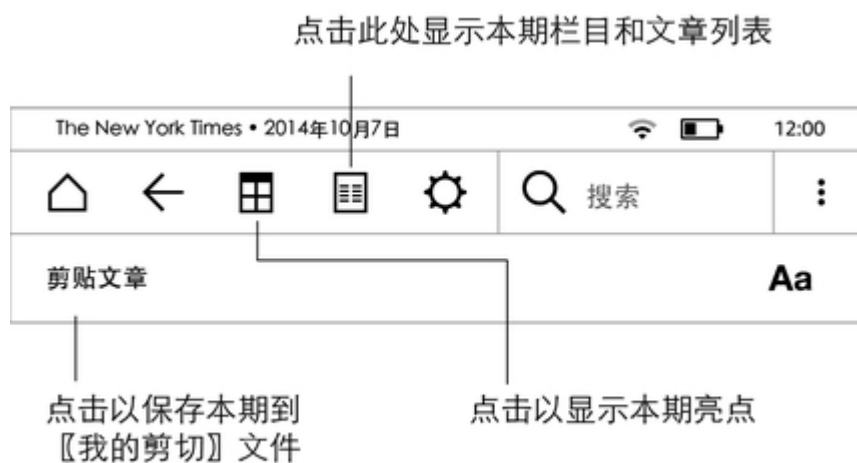 点击此处显示本期栏目和文章列表
The New York Times • 2014年10月7日
12:00
搜索
剪贴文章
Aa
点击以保存本期到
〖我的剪切〗文件
点击以显示本期亮点